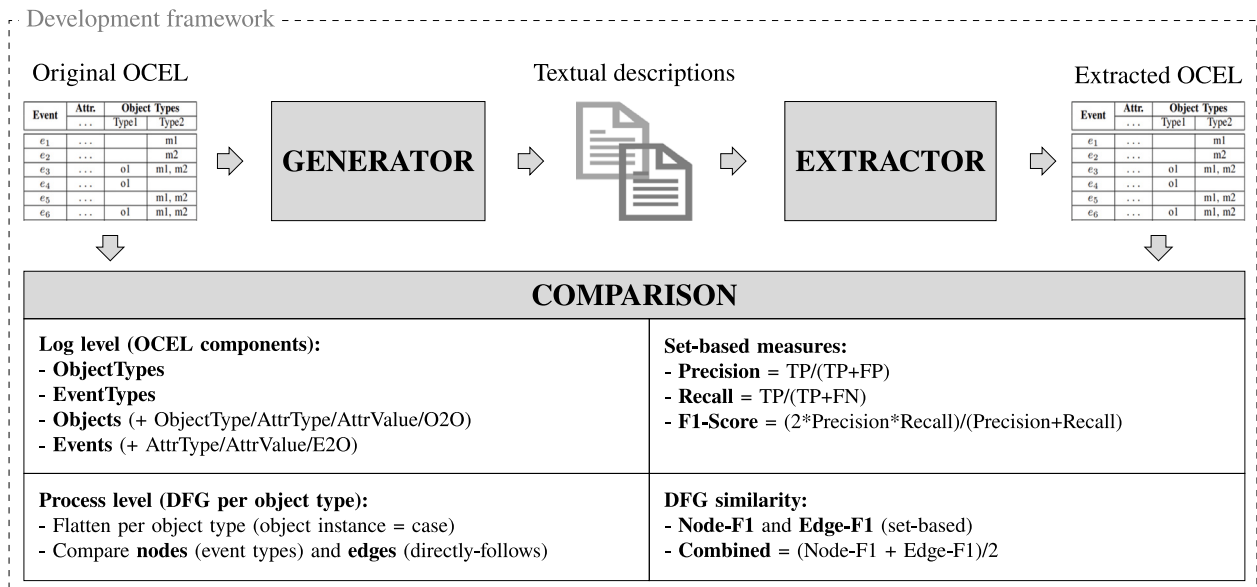 Development framework
Original OCEL
Textual descriptions
Extracted OCEL
Event Attr. Object Types
... Type1 Type2
e1 ... m1
e2 ... m2
e3 ... o1 m1, m2
e4 ... o1
e5 ... m1, m2
e6 ... o1 m1, m2
GENERATOR
EXTRACTOR
Event Attr. Object Types
... Type1 Type2
e1 ... m1
e2 ... m2
e3 ... o1 m1, m2
e4 ... o1
e5 ... m1, m2
e6 ... o1 m1, m2
COMPARISON
Log level (OCEL components):
- ObjectTypes
- EventTypes
- Objects (+ ObjectType/AttrType/AttrValue/O2O)
- Events (+ AttrType/AttrValue/E2O)
Set-based measures:
- Precision = TP/(TP+FP)
- Recall = TP/(TP+FN)
- F1-Score = (2*Precision*Recall)/(Precision+Recall)
Process level (DFG per object type):
- Flatten per object type (object instance = case)
- Compare nodes (event types) and edges (directly-follows)
DFG similarity:
- Node-F1 and Edge-F1 (set-based)
- Combined = (Node-F1 + Edge-F1)/2